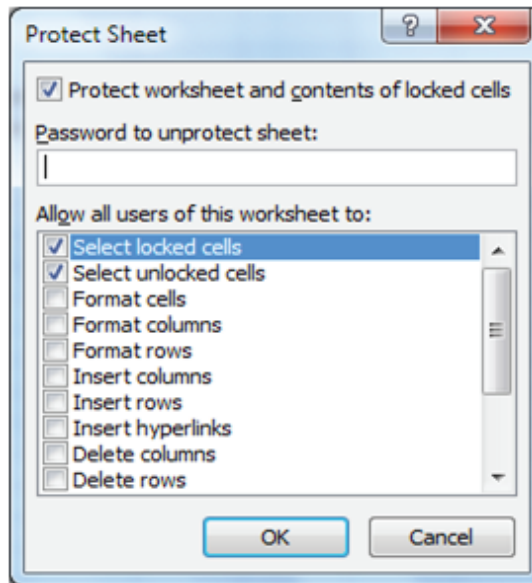 Protect Sheet
Protect worksheet and contents of locked cells
Password to unprotect sheet:
Allow all users of this worksheet to:
Select locked cells
Select unlocked cells
Format cells
Format columns
Format rows
Insert columns
Insert rows
Insert hyperlinks
Delete columns
Delete rows
OK Cancel